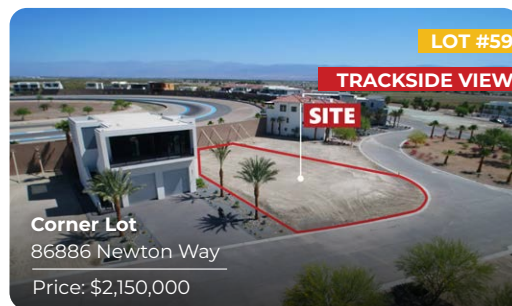 LOT #59
TRACKSIDE VIEW
SITE
Corner Lot
86886 Newton Way
Price: $2,150,000